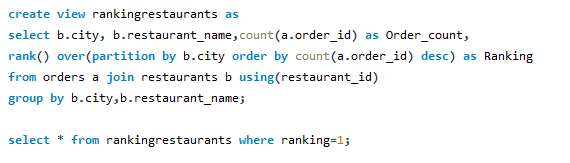 create view rankingrestaurants as
select b.city, b.restaurant_name,count(a.order_id) as Order_count,
rank() over(partition by b.city order by count(a.order_id) desc) as Ranking
from orders a join restaurants b using(restaurant_id)
group by b.city,b.restaurant_name;
select * from rankingrestaurants where ranking=1;